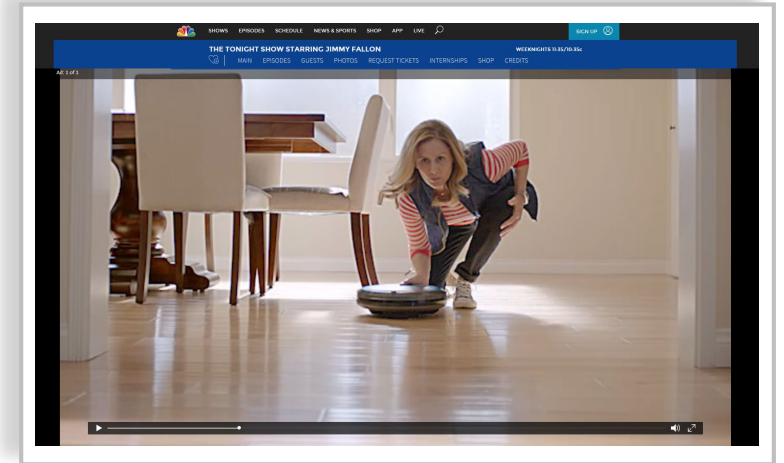 SHOWS EPISODES SCHEDULE NEWS & SPORTS SHOP APP LIVE SIGN UP
THE TONIGHT SHOW STARRING JIMMY FALLON WEEKNIGHTS 11:35/10:35c
MAIN EPISODES GUESTS PHOTOS REQUEST TICKETS INTERNSHIPS SHOP CREDITS
Ad: 1 of 1